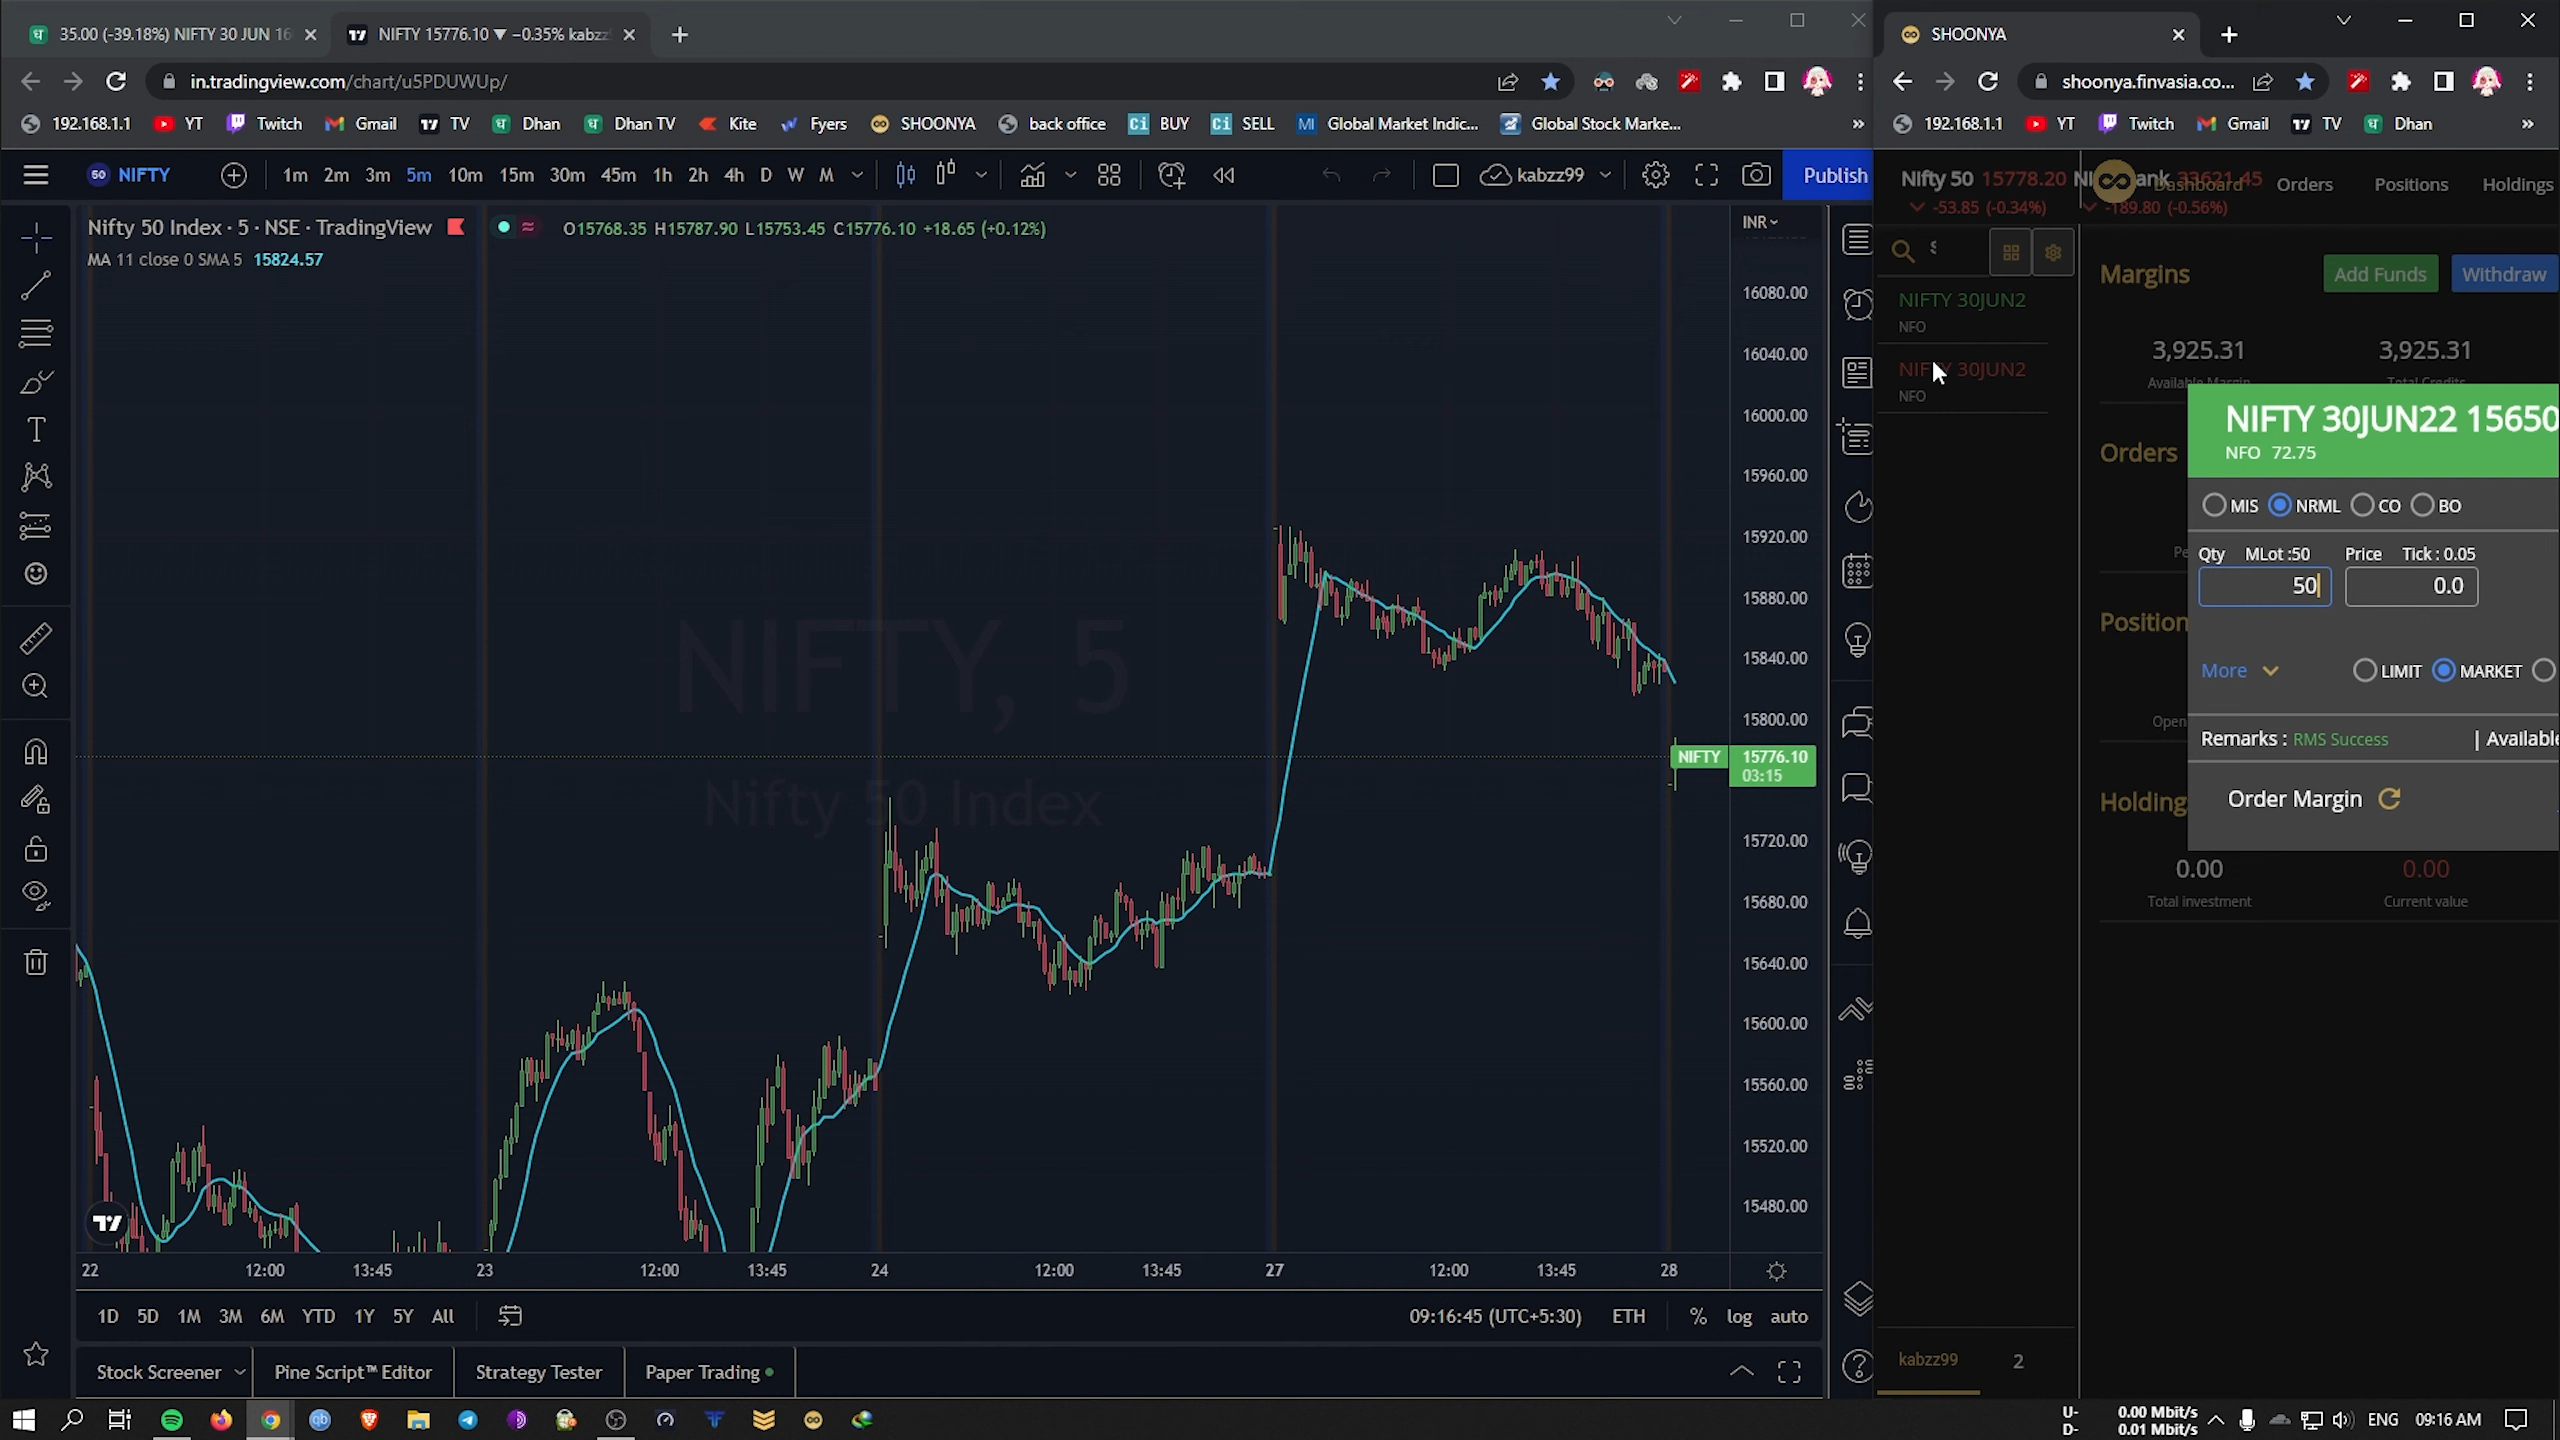 35.00 (-39.18%) NIFTY 30 JUN 16
NIFTY 15776.10 ▼ −0.35% kabzz
SHOONYA
in.tradingview.com/chart/u5PDUWUp/
shoonya.finvasia.co...
192.168.1.1 YT Twitch Gmail TV Dhan Dhan TV Kite Fyers SHOONYA back office BUY SELL Global Market Indic... Global Stock Marke... »
192.168.1.1 YT Twitch Gmail TV Dhan »
50 NIFTY 1m 2m 3m 5m 10m 15m 30m 45m 1h 2h 4h D W M kabzz99 Publish
Nifty 50 Index · 5 · NSE · TradingView O15768.35 H15787.90 L15753.45 C15776.10 +18.65 (+0.12%)
MA 11 close 0 SMA 5 15824.57
INR
16080.00
16040.00
16000.00
15960.00
15920.00
15880.00
15840.00
15800.00
NIFTY 15776.10
03:15
15720.00
15680.00
15640.00
15600.00
15560.00
15520.00
15480.00
NIFTY, 5
Nifty 50 Index
22 12:00 13:45 23 12:00 13:45 24 12:00 13:45 27 12:00 13:45 28
1D 5D 1M 3M 6M YTD 1Y 5Y All 09:16:45 (UTC+5:30) ETH % log auto
Stock Screener Pine Script™ Editor Strategy Tester Paper Trading
Nifty 50 15778.20 33621.45
-53.85 (-0.34%) -189.80 (-0.56%)
Dashboard Orders Positions Holdings
NIFTY 30JUN2
NFO
NIFTY 30JUN2
NFO
Margins Add Funds Withdraw
3,925.31 3,925.31
Available Margin Total Credits
Orders
NIFTY 30JUN22 15650
NFO 72.75
MIS NRML CO BO
Qty MLot :50 Price Tick : 0.05
50 0.0
Position
More LIMIT MARKET
Open
Remarks : RMS Success | Available
Order Margin
Holding
0.00 0.00
Total investment Current value
kabzz99 2
U- 0.00 Mbit/s
D- 0.01 Mbit/s
ENG 09:16 AM